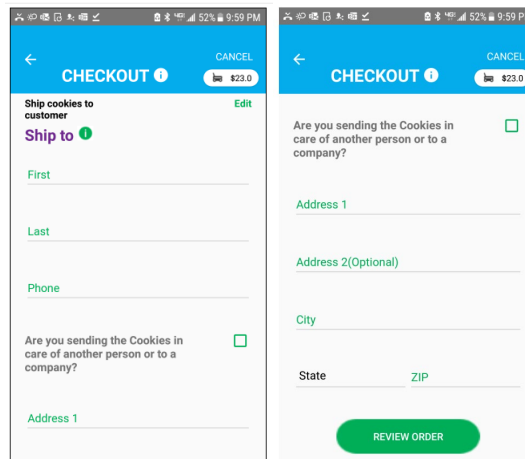 52% 9:59 PM
CANCEL
CHECKOUT i
$23.0
Ship cookies to
customer
Edit
Ship to i
First
Last
Phone
Are you sending the Cookies in
care of another person or to a
company?
Address 1
52% 9:59 P
CANCEL
CHECKOUT i
$23.0
Are you sending the Cookies in
care of another person or to a
company?
Address 1
Address 2(Optional)
City
State ZIP
REVIEW ORDER